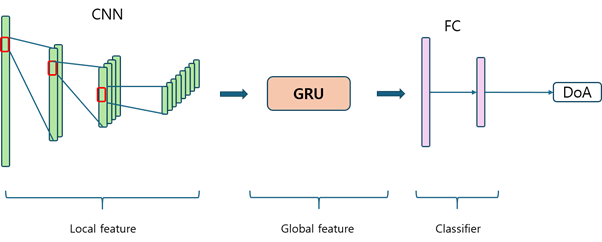 CNN
FC
GRU
DoA
Local feature
Global feature
Classifier